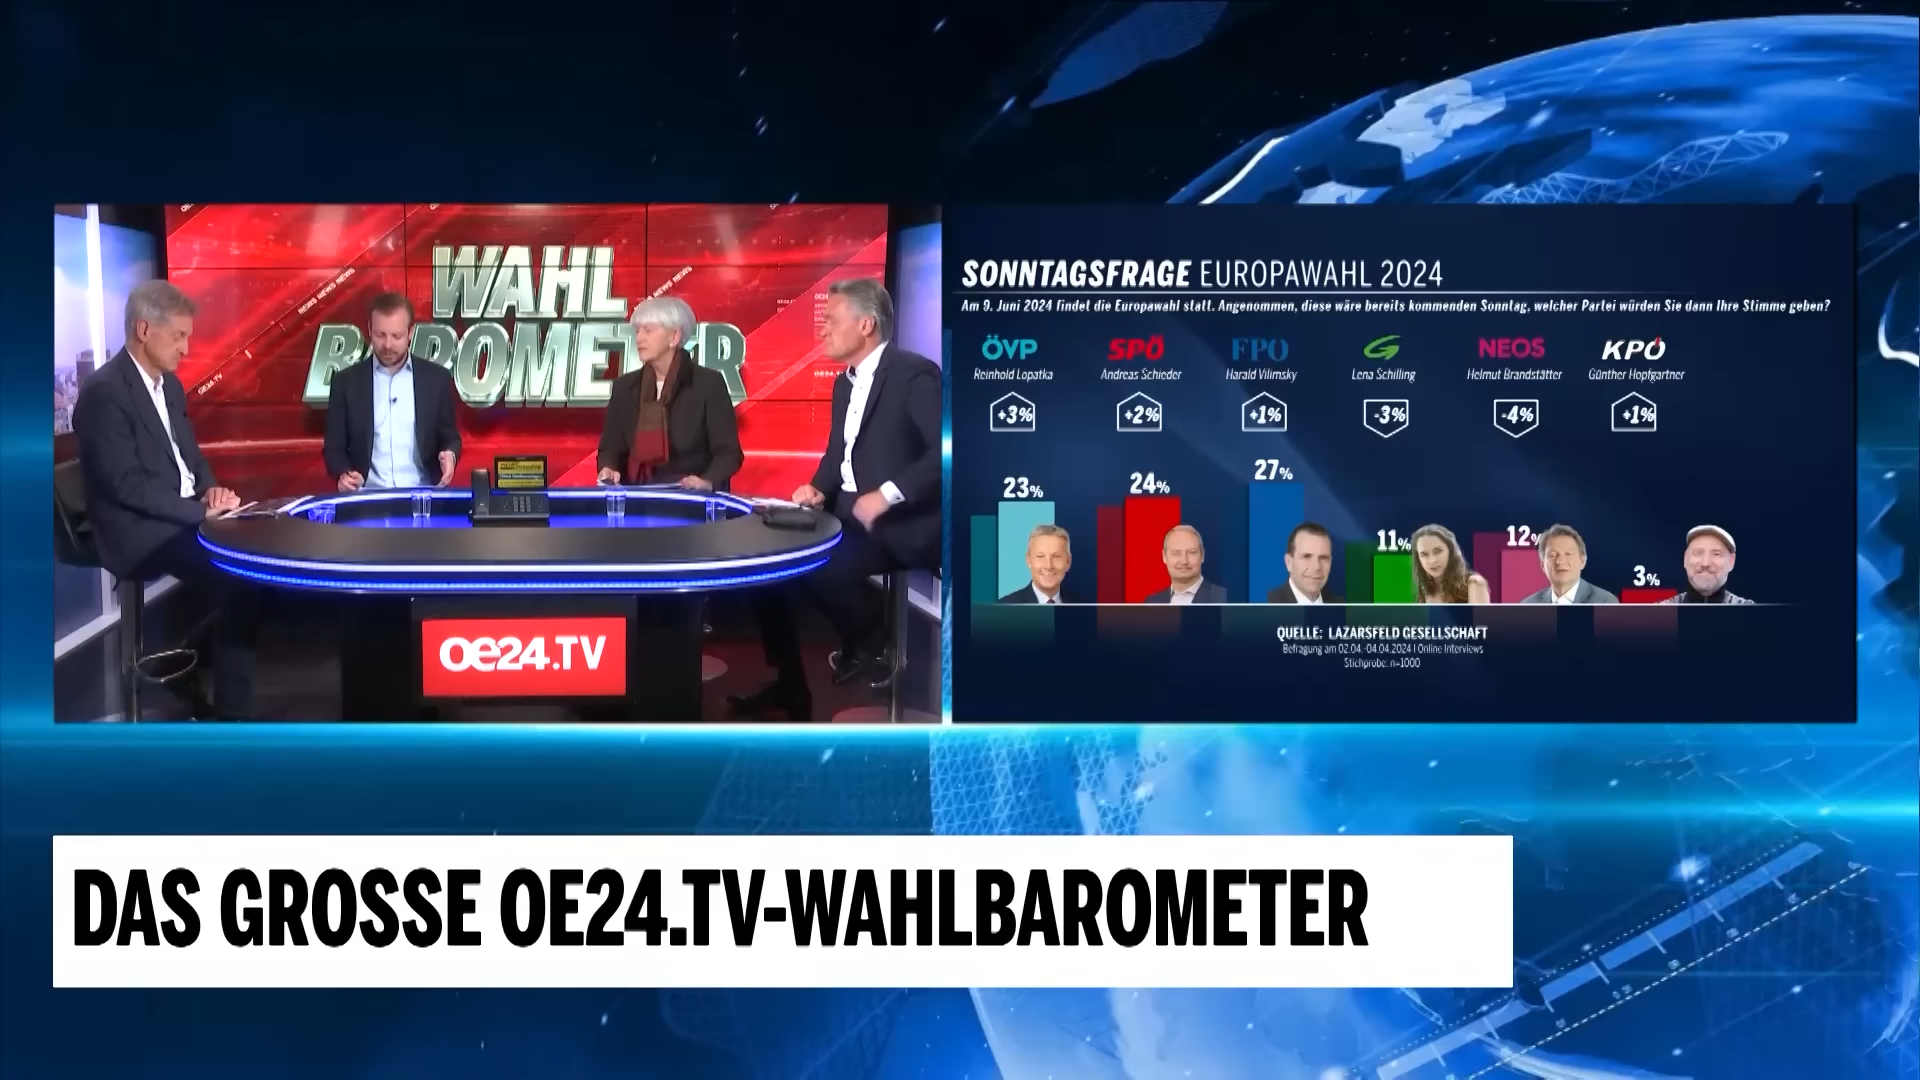 WAHL
BAROMETER
oe24.TV
SONNTAGSFRAGE EUROPAWAHL 2024
Am 9. Juni 2024 findet die Europawahl statt. Angenommen, diese wäre bereits kommenden Sonntag, welcher Partei würden Sie dann Ihre Stimme geben?
ÖVP SPÖ FPÖ G NEOS KPÖ
Reinhold Lopatka Andreas Schieder Harald Vilimsky Lena Schilling Helmut Brandstätter Günther Hopfgartner
+3% +2% +1% -3% -4% +1%
23% 24% 27% 11% 12% 3%
QUELLE: LAZARSFELD GESELLSCHAFT
Befragung am 02.04.-04.04.2024 | Online Interviews
Stichprobe: n=1000
DAS GROSSE OE24.TV-WAHLBAROMETER